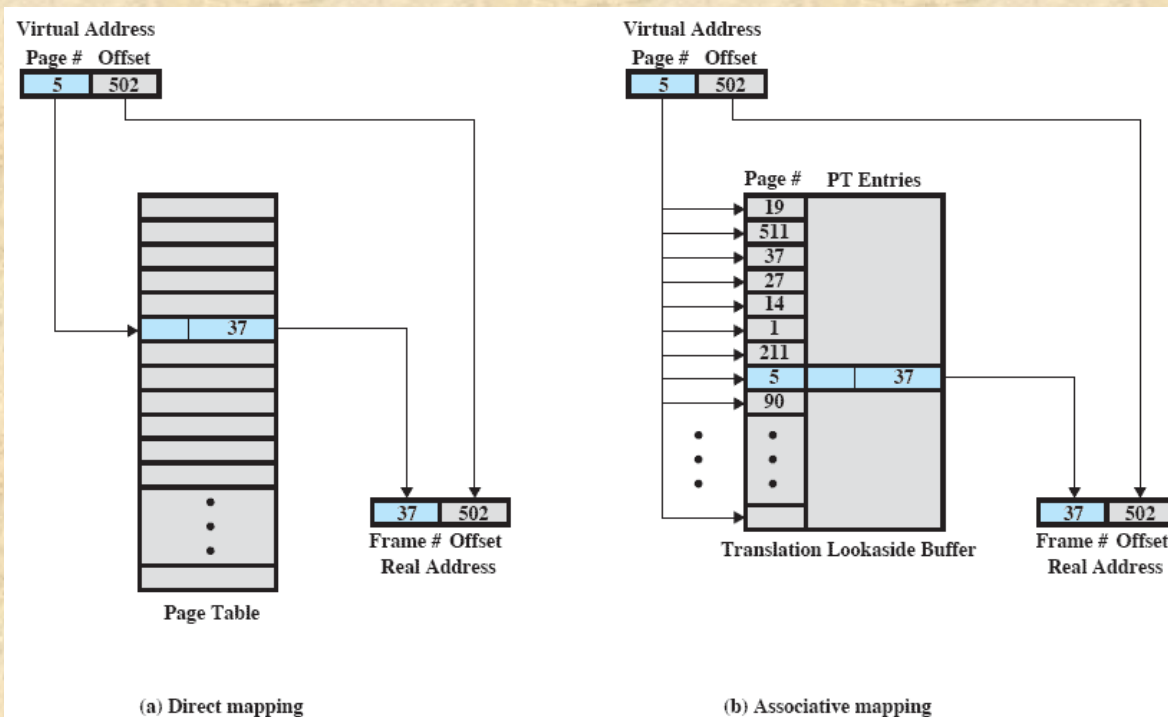 Virtual Address
Page # Offset
5 502
37
37 502
Frame # Offset
Real Address
Page Table
(a) Direct mapping
Virtual Address
Page # Offset
5 502
Page # PT Entries
19
511
37
27
14
1
211
5 37
90
37 502
Frame # Offset
Real Address
Translation Lookaside Buffer
(b) Associative mapping